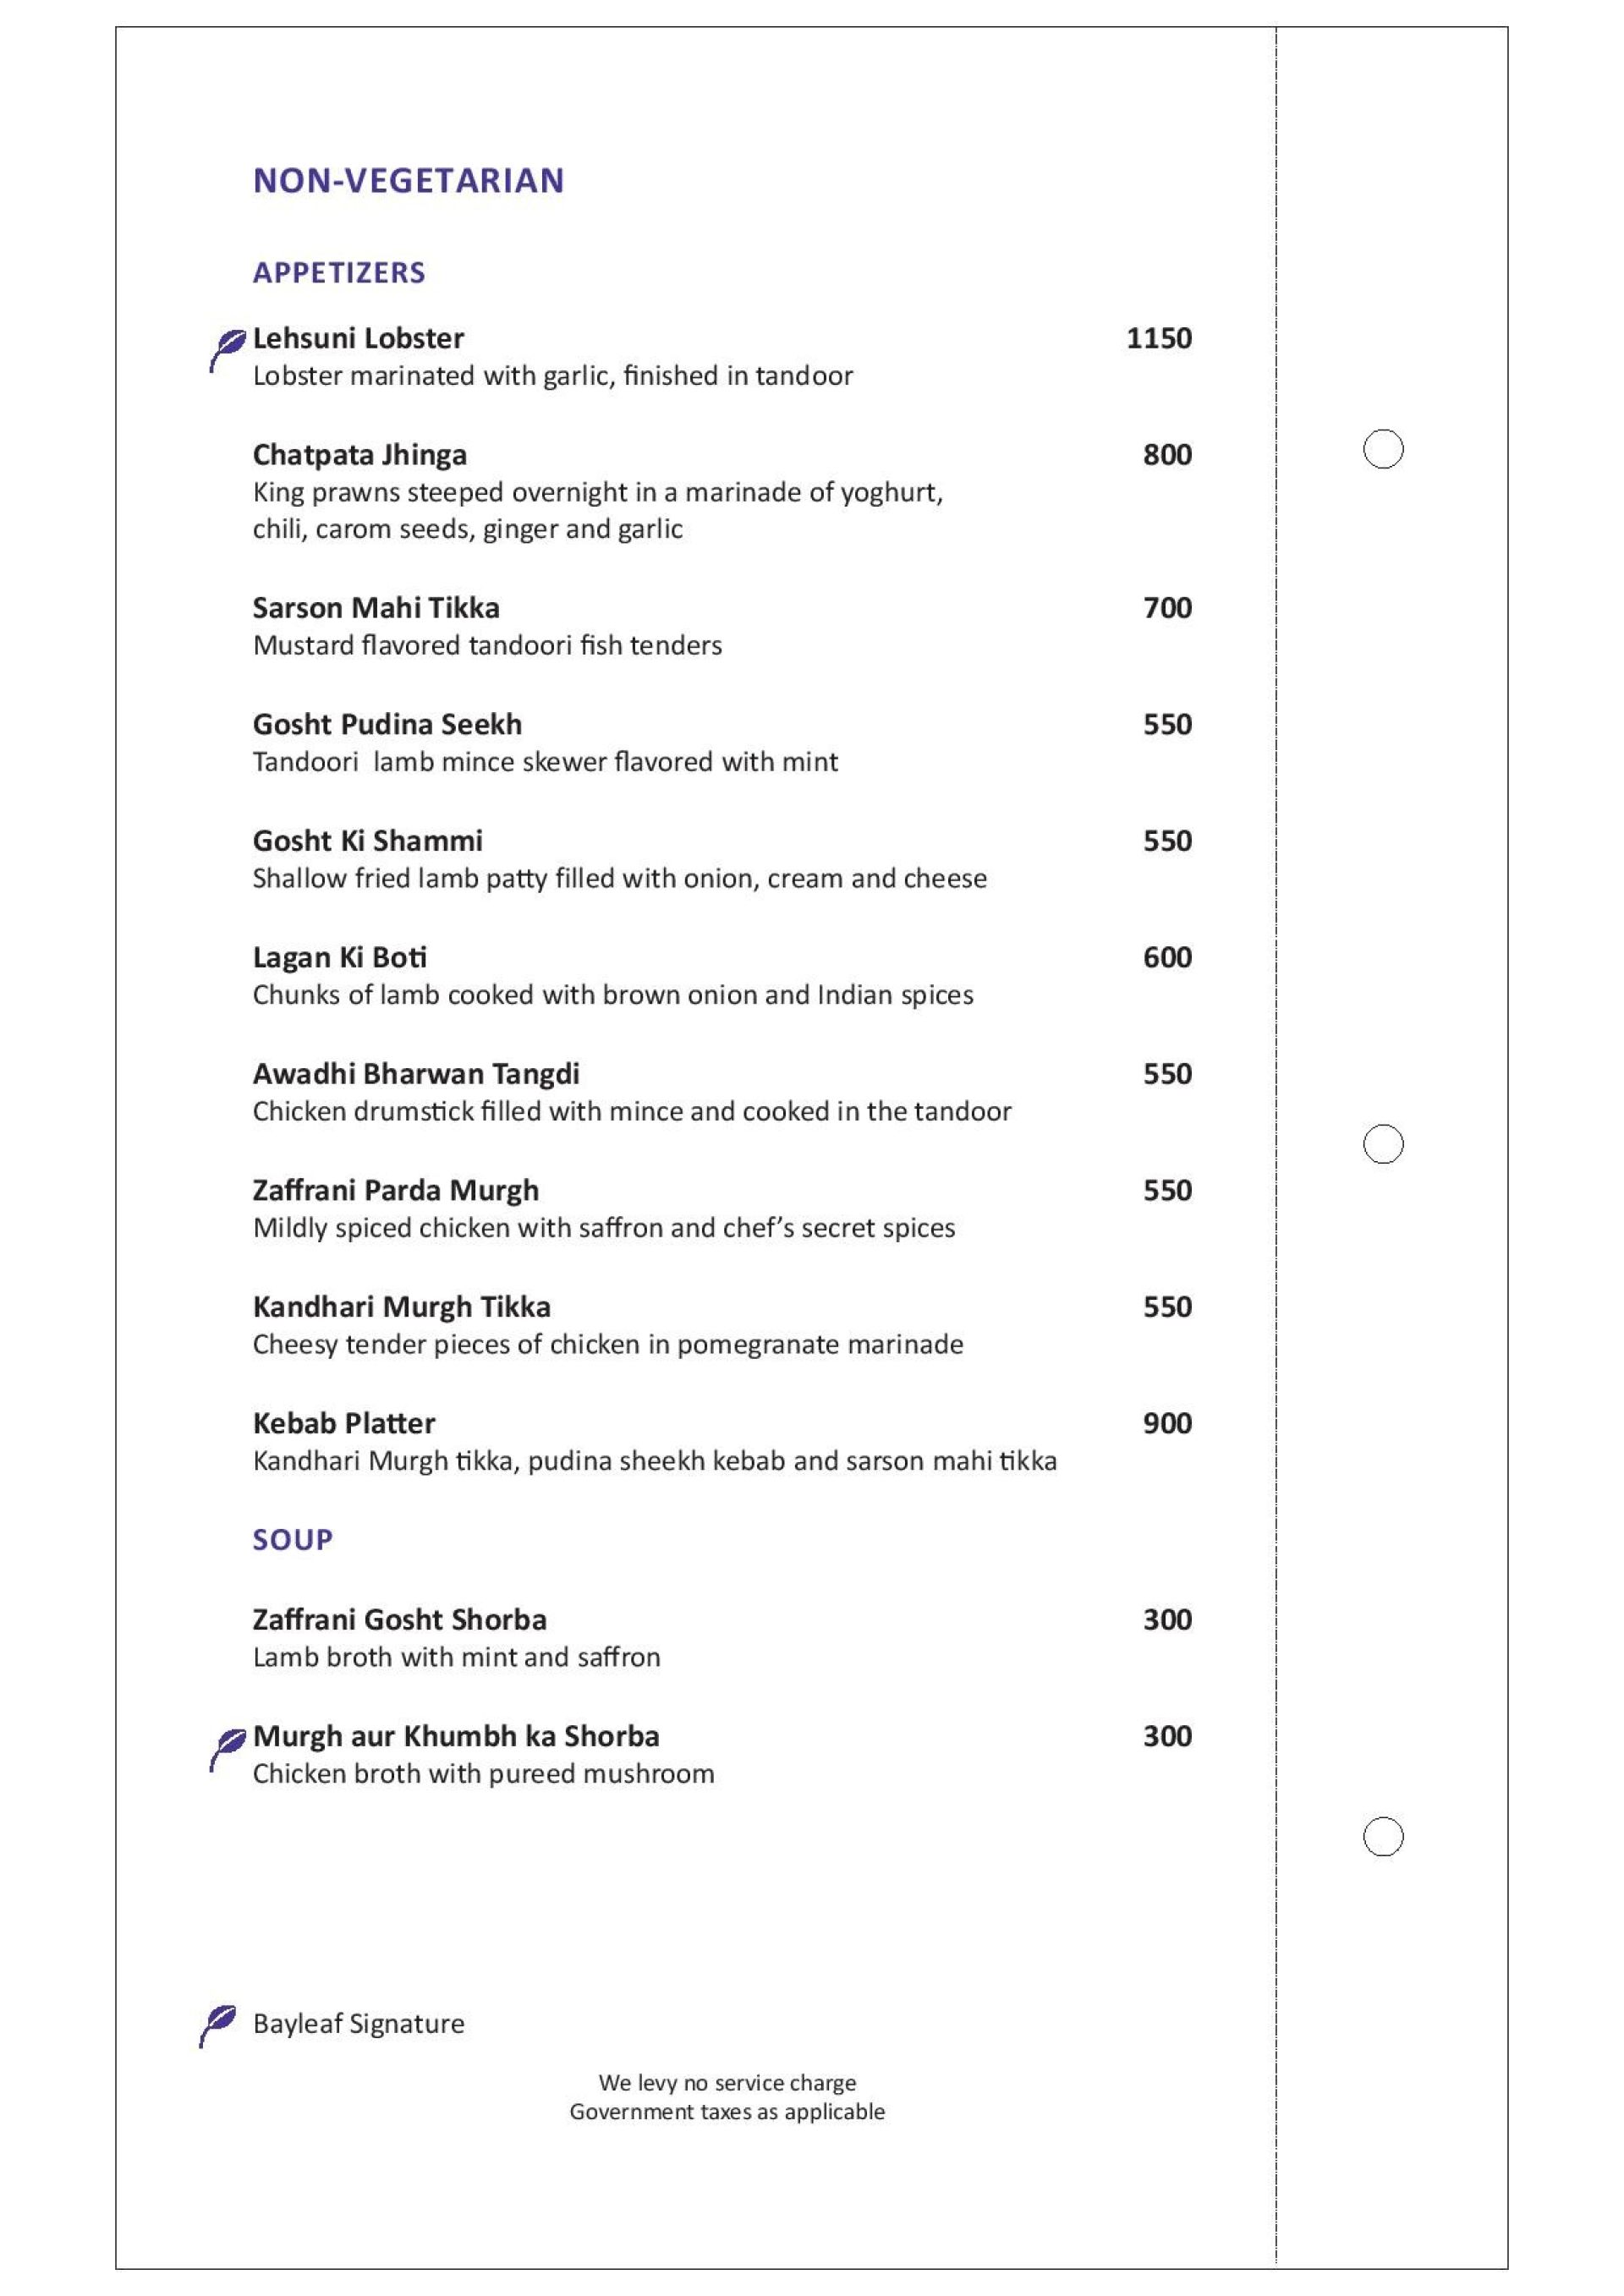 NON-VEGETARIAN
APPETIZERS
Lehsuni Lobster 1150
Lobster marinated with garlic, finished in tandoor
Chatpata Jhinga 800
King prawns steeped overnight in a marinade of yoghurt,
chili, carom seeds, ginger and garlic
Sarson Mahi Tikka 700
Mustard flavored tandoori fish tenders
Gosht Pudina Seekh 550
Tandoori  lamb mince skewer flavored with mint
Gosht Ki Shammi 550
Shallow fried lamb patty filled with onion, cream and cheese
Lagan Ki Boti 600
Chunks of lamb cooked with brown onion and Indian spices
Awadhi Bharwan Tangdi 550
Chicken drumstick filled with mince and cooked in the tandoor
Zaffrani Parda Murgh 550
Mildly spiced chicken with saffron and chef’s secret spices
Kandhari Murgh Tikka 550
Cheesy tender pieces of chicken in pomegranate marinade
Kebab Platter 900
Kandhari Murgh tikka, pudina sheekh kebab and sarson mahi tikka
SOUP
Zaffrani Gosht Shorba 300
Lamb broth with mint and saffron
Murgh aur Khumbh ka Shorba 300
Chicken broth with pureed mushroom
Bayleaf Signature
We levy no service charge
Government taxes as applicable